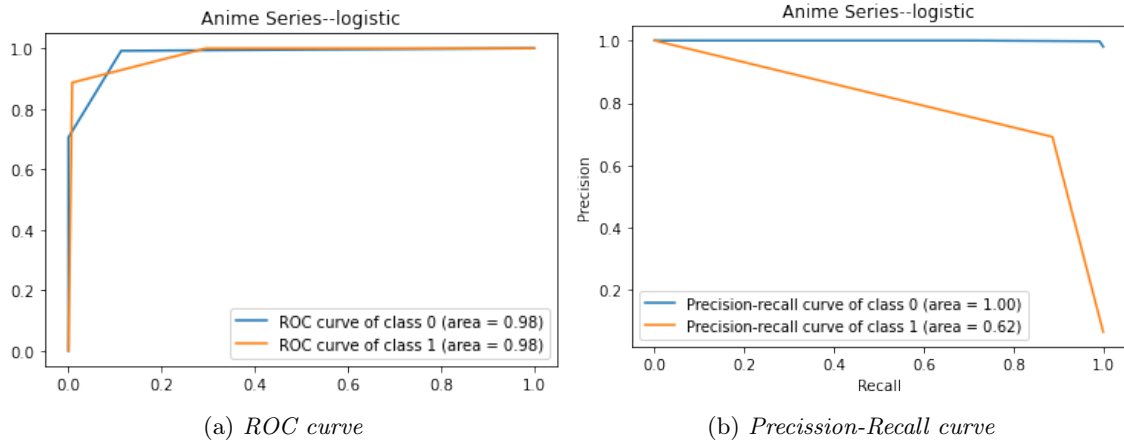 Anime Series--logistic
1.0
0.8
0.6
0.4
0.2
0.0
0.0 0.2 0.4 0.6 0.8 1.0
ROC curve of class 0 (area = 0.98)
ROC curve of class 1 (area = 0.98)
(a) ROC curve
Anime Series--logistic
1.0
0.8
0.6
0.4
0.2
Precision
Precision-recall curve of class 0 (area = 1.00)
Precision-recall curve of class 1 (area = 0.62)
0.0 0.2 0.4 0.6 0.8 1.0
Recall
(b) Precission-Recall curve